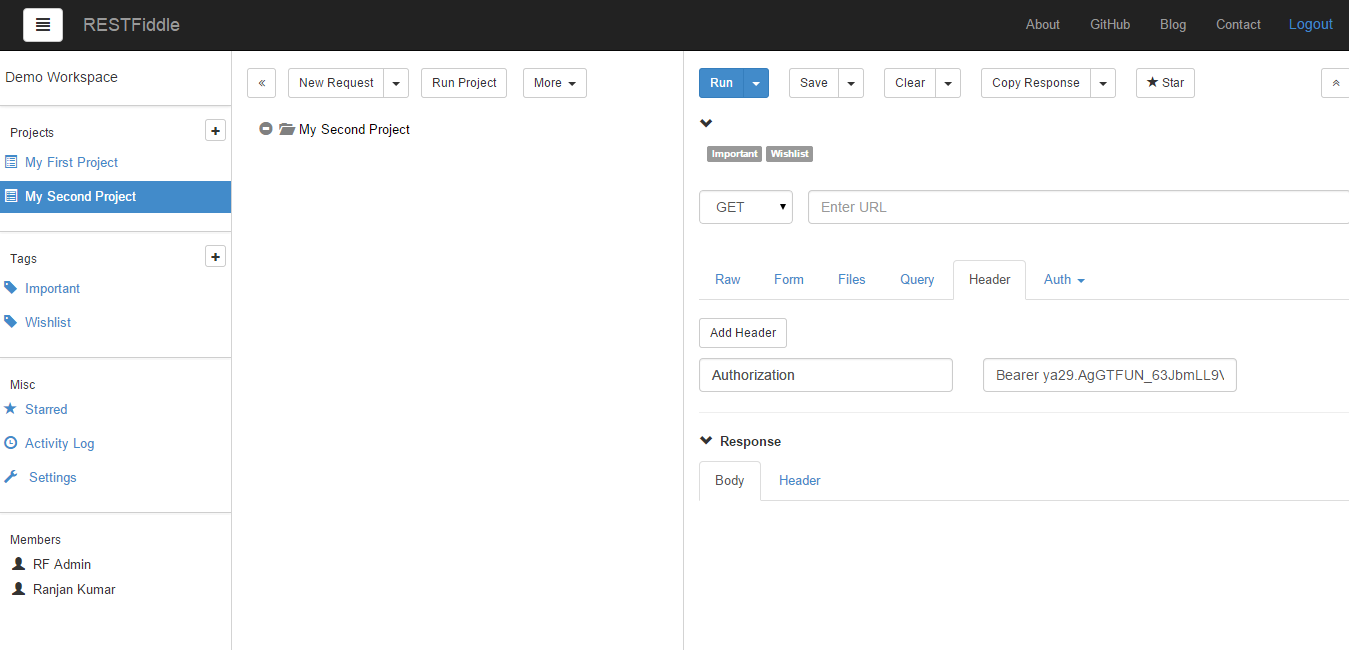 RESTFiddle
About GitHub Blog Contact Logout
Demo Workspace
Projects
My First Project
My Second Project
Tags
Important
Wishlist
Misc
Starred
Activity Log
Settings
Members
RF Admin
Ranjan Kumar
« New Request Run Project More
My Second Project
Run Save Clear Copy Response Star
Important Wishlist
GET Enter URL
Raw Form Files Query Header Auth
Add Header
Authorization Bearer ya29.AgGTFUN_63JbmLL9V
Response
Body Header